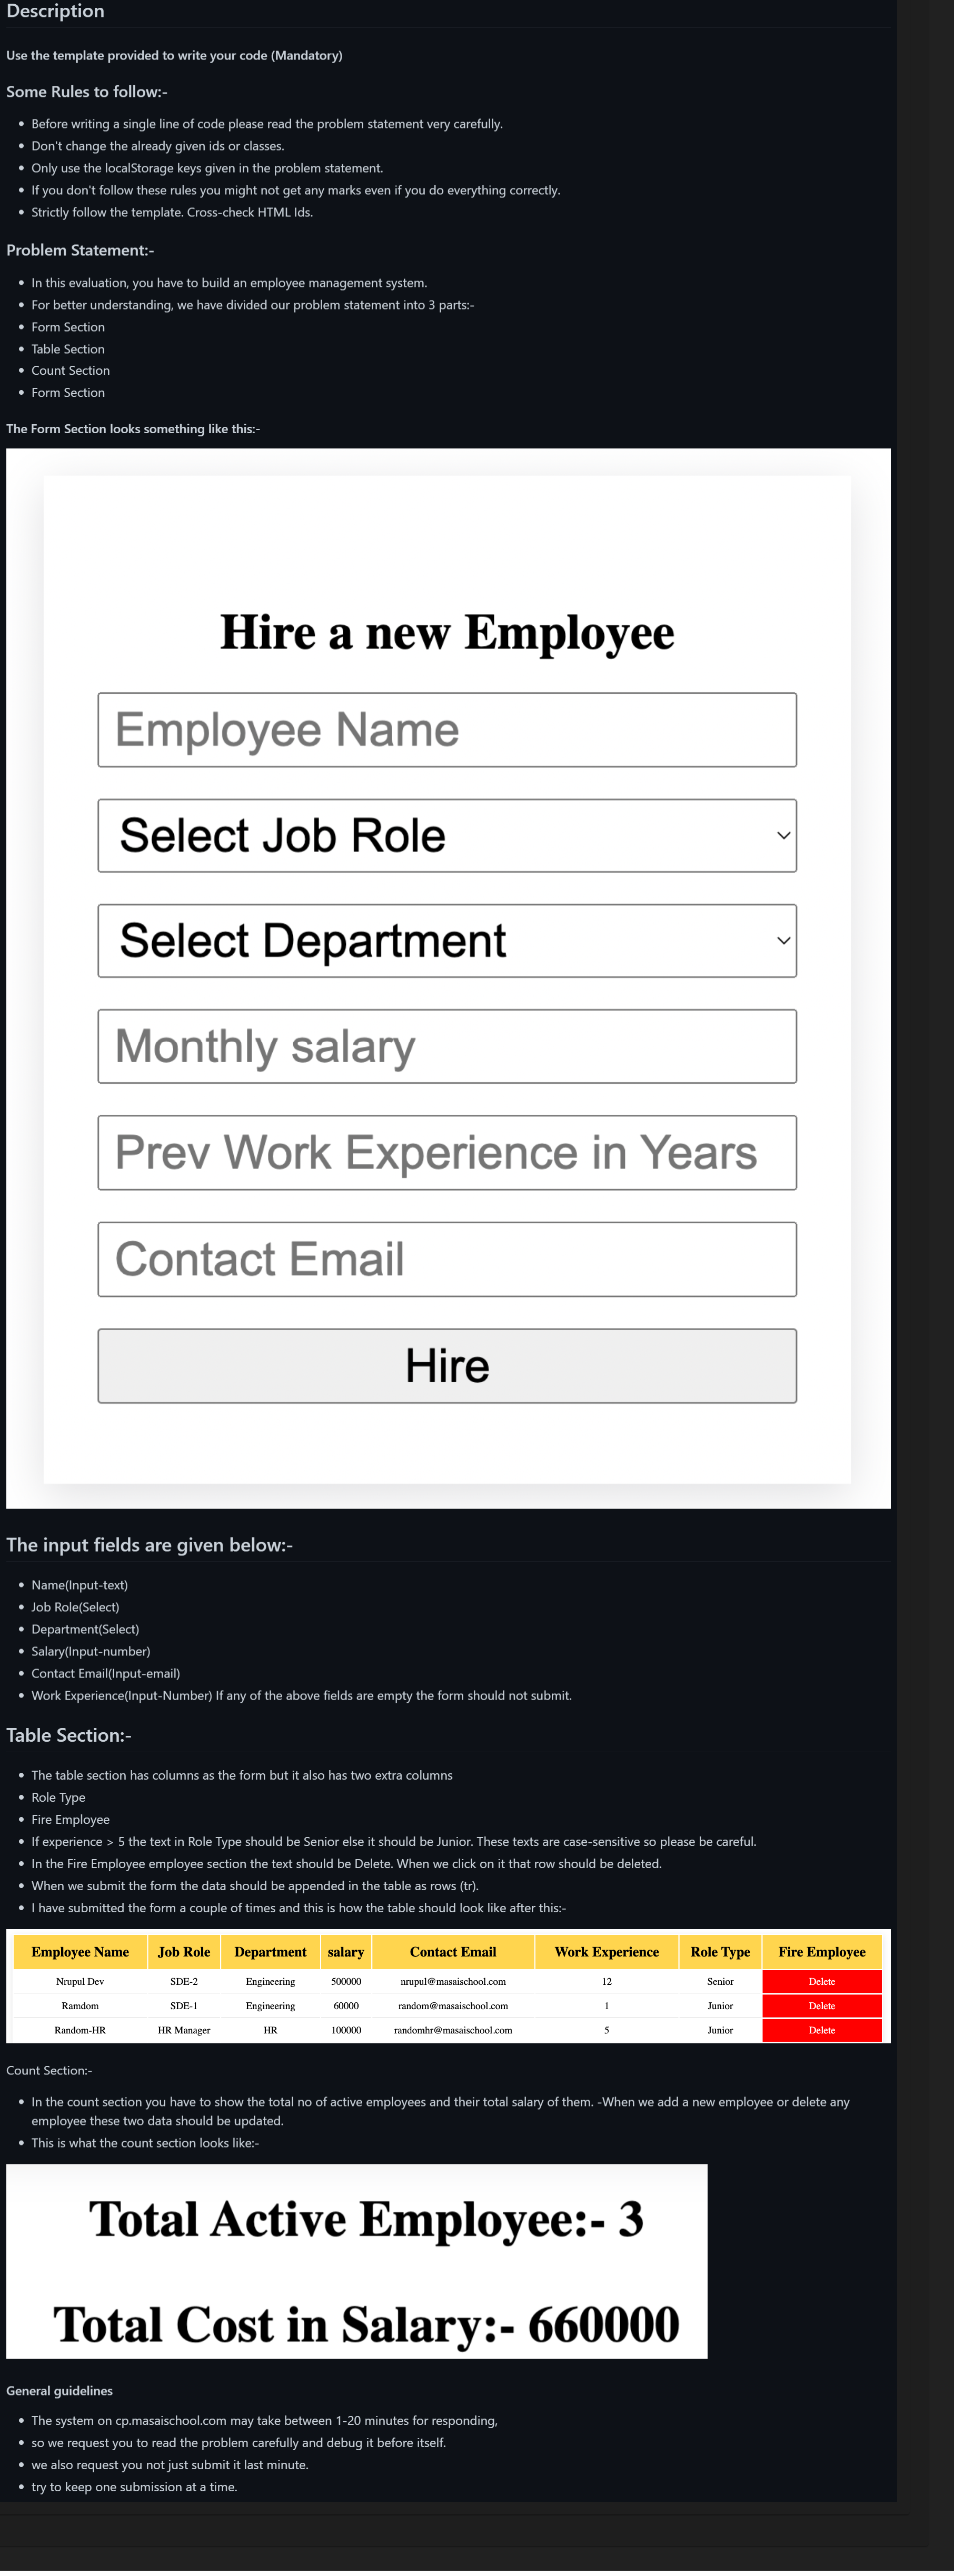 Description
Use the template provided to write your code (Mandatory)
Some Rules to follow:-
Before writing a single line of code please read the problem statement very carefully.
Don't change the already given ids or classes.
Only use the localStorage keys given in the problem statement.
If you don't follow these rules you might not get any marks even if you do everything correctly.
Strictly follow the template. Cross-check HTML Ids.
Problem Statement:-
In this evaluation, you have to build an employee management system.
For better understanding, we have divided our problem statement into 3 parts:-
Form Section
Table Section
Count Section
Form Section
The Form Section looks something like this:-
Hire a new Employee
Employee Name
Select Job Role
Select Department
Monthly salary
Prev Work Experience in Years
Contact Email
Hire
The input fields are given below:-
Name(Input-text)
Job Role(Select)
Department(Select)
Salary(Input-number)
Contact Email(Input-email)
Work Experience(Input-Number) If any of the above fields are empty the form should not submit.
Table Section:-
The table section has columns as the form but it also has two extra columns
Role Type
Fire Employee
If experience > 5 the text in Role Type should be Senior else it should be Junior. These texts are case-sensitive so please be careful.
In the Fire Employee employee section the text should be Delete. When we click on it that row should be deleted.
When we submit the form the data should be appended in the table as rows (tr).
I have submitted the form a couple of times and this is how the table should look like after this:-
Employee Name Job Role Department salary Contact Email Work Experience Role Type Fire Employee
Nrupul Dev SDE-2 Engineering 500000 nrupul@masaischool.com 12 Senior Delete
Ramdom SDE-1 Engineering 60000 random@masaischool.com 1 Junior Delete
Random-HR HR Manager HR 100000 randomhr@masaischool.com 5 Junior Delete
Count Section:-
In the count section you have to show the total no of active employees and their total salary of them. -When we add a new employee or delete any
employee these two data should be updated.
This is what the count section looks like:-
Total Active Employee:- 3
Total Cost in Salary:- 660000
General guidelines
The system on cp.masaischool.com may take between 1-20 minutes for responding,
so we request you to read the problem carefully and debug it before itself.
we also request you not just submit it last minute.
try to keep one submission at a time.